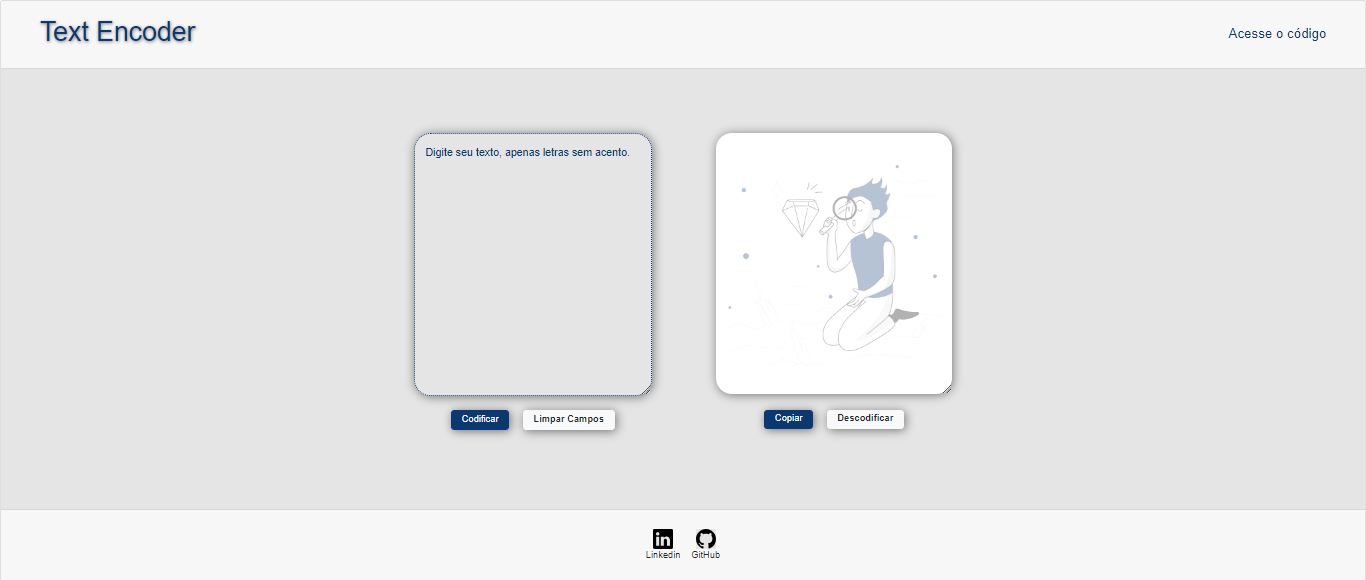 Text Encoder
Acesse o código
Digite seu texto, apenas letras sem acento.
Codificar
Limpar Campos
Copiar
Descodificar
Linkedin
GitHub